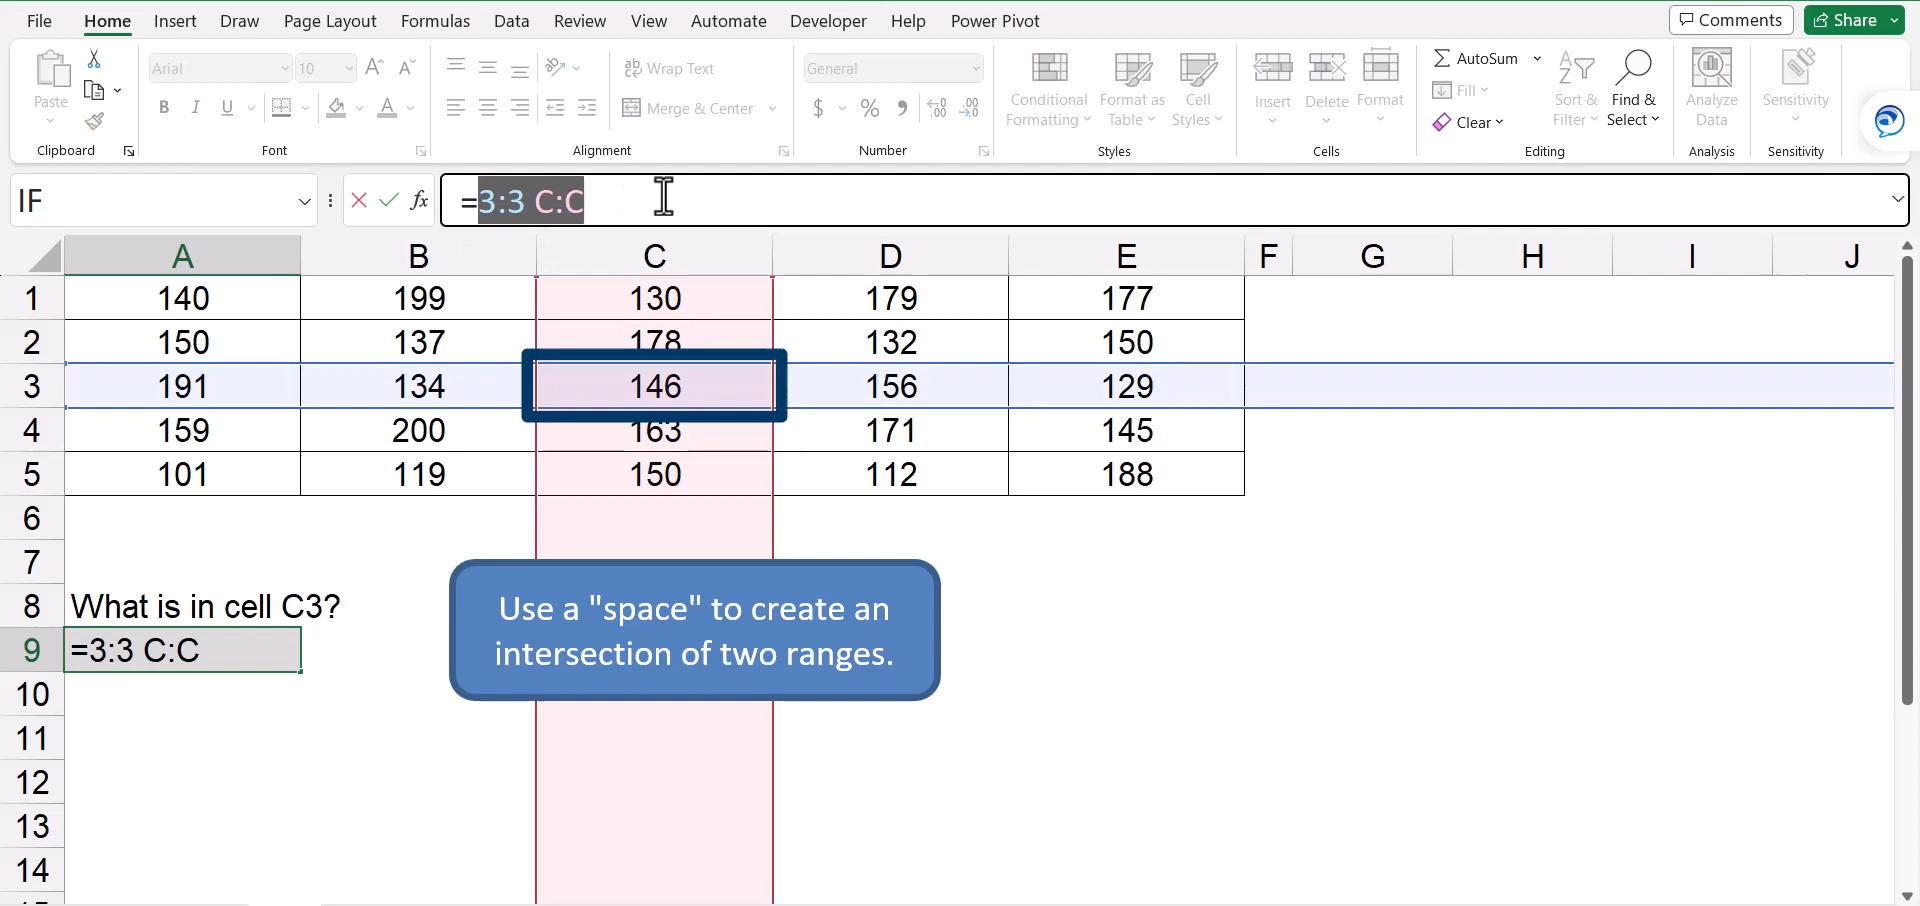 File Home Insert Draw Page Layout Formulas Data Review View Automate Developer Help Power Pivot Comments Share
Paste
Clipboard
Arial 10
B I U A
Font
Wrap Text
Merge & Center
Alignment
General
$ % 9
Number
Conditional Formatting
Format as Table
Cell Styles
Styles
Insert Delete Format
Cells
AutoSum
Fill
Clear
Sort & Filter
Find & Select
Editing
Analyze Data
Analysis
Sensitivity
Sensitivity
IF fx =3:3 C:C
A B C D E F G H I J
1 140 199 130 179 177
2 150 137 178 132 150
3 191 134 146 156 129
4 159 200 163 171 145
5 101 119 150 112 188
6
7
8 What is in cell C3?
9 =3:3 C:C
Use a "space" to create an
intersection of two ranges.
10
11
12
13
14